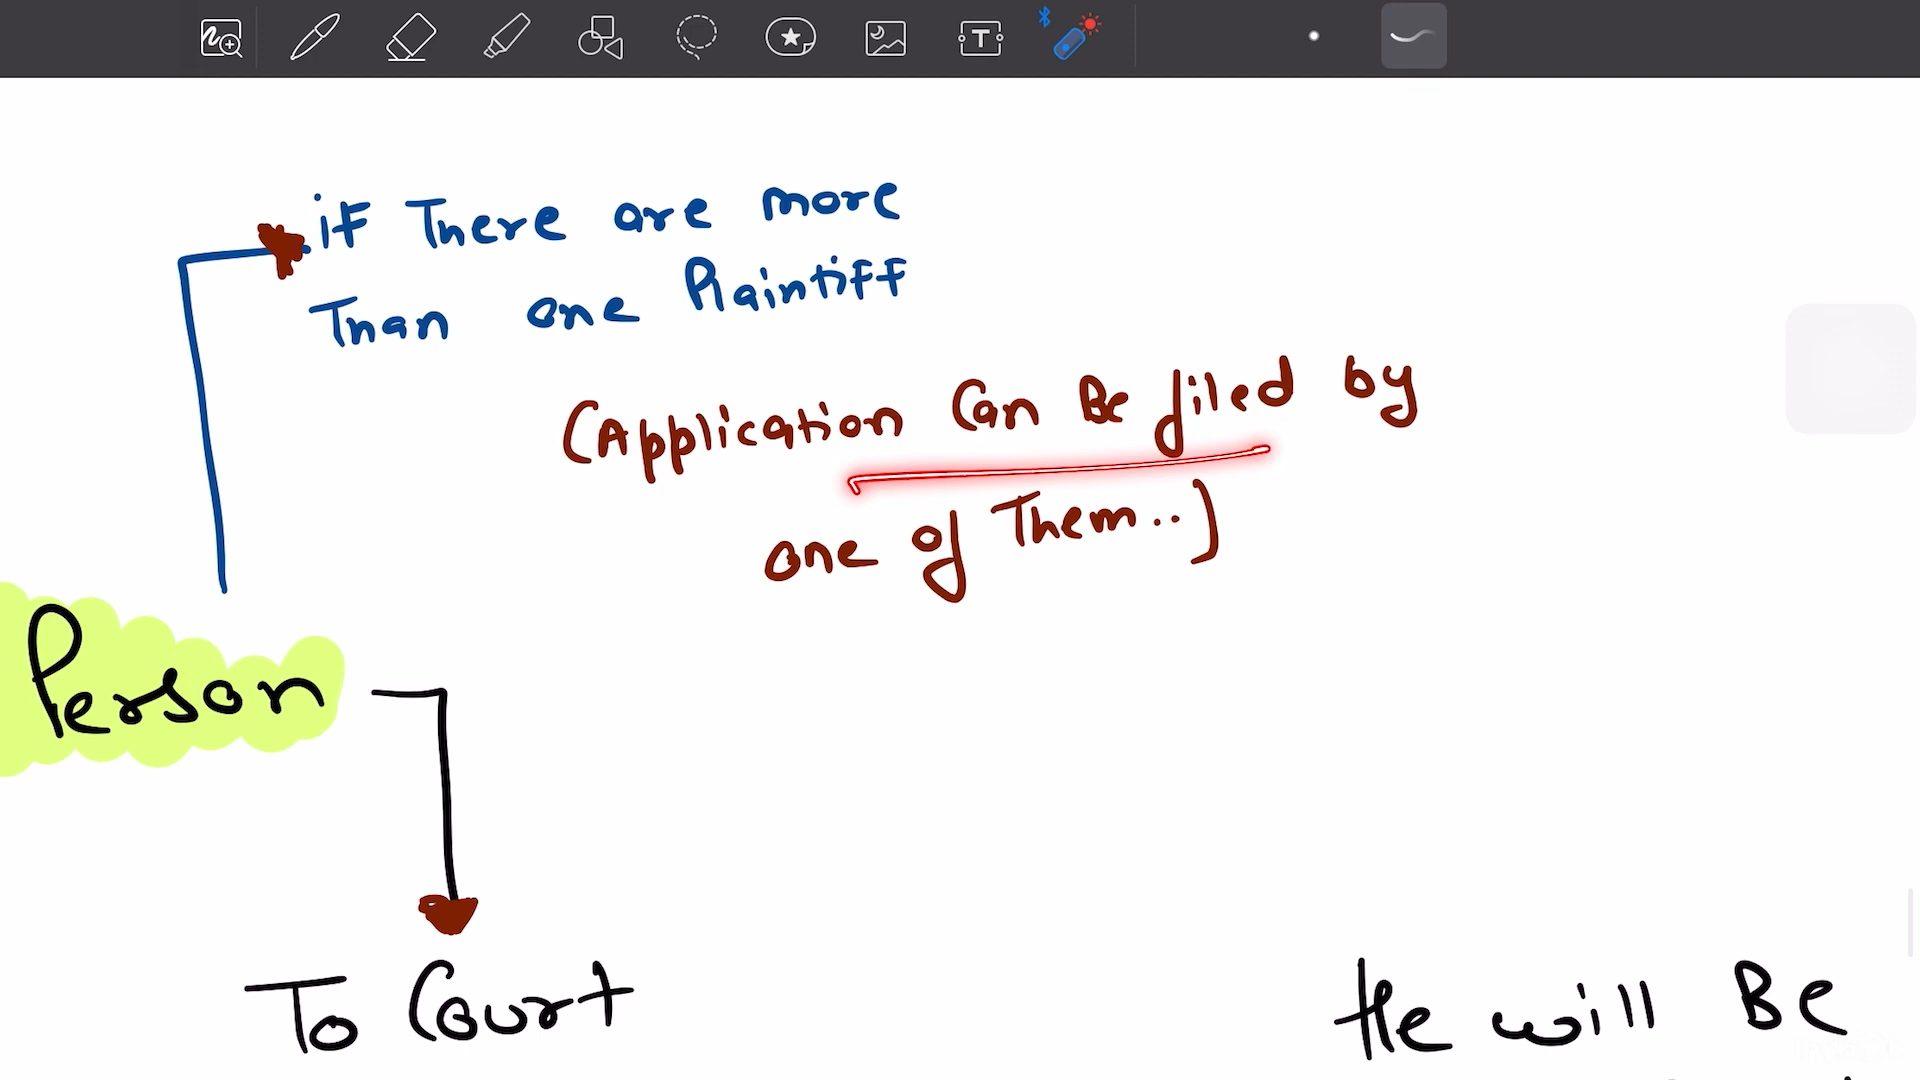 if There are more
Than one Plaintiff
(Application Can Be filed by
one of Them..]
Person
To Court
He will Be